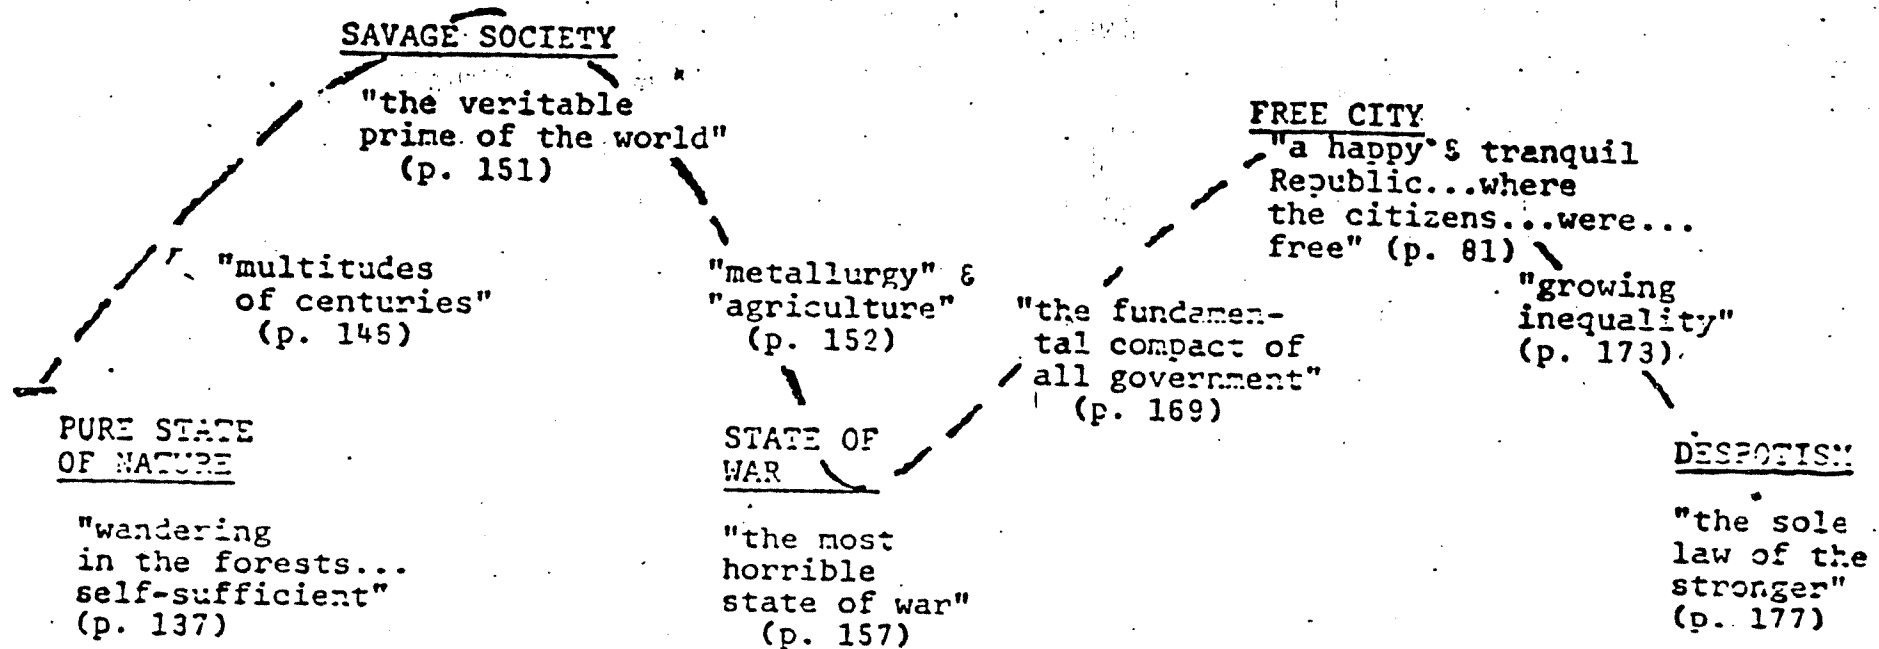 SAVAGE SOCIETY
"the veritable
prime of the world"
(p. 151)
"multitudes
of centuries"
(p. 146)
PURE STATE
OF NATURE
"wandering
in the forests...
self-sufficient"
(p. 137)
"metallurgy" &
"agriculture"
(p. 152)
STATE OF
WAR
"the most
horrible
state of war"
(p. 157)
"the fundamen-
tal compact of
all government"
(p. 169)
FREE CITY
"a happy & tranquil
Republic...where
the citizens...were...
free" (p. 81)
"growing
inequality"
(p. 173)
DESPOTISM
"the sole
law of the
stronger"
(p. 177)